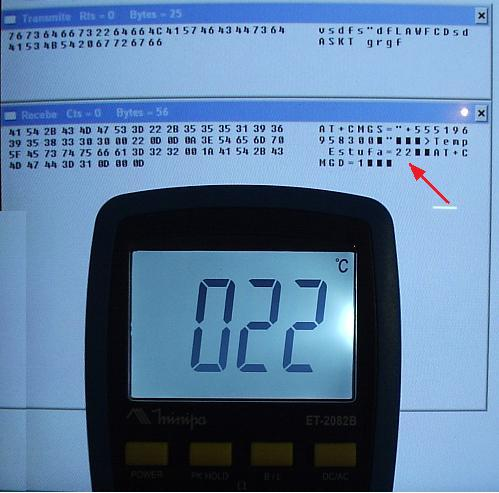 Transmite Rts = 0 Bytes = 25
76 73 64 66 73 22 64 66 4C 41 57 46 43 44 73 64 vsdfs"dfLAWFCDsd
41 53 4B 54 20 67 72 67 66 ASKT grgf
Recebe Cts = 0 Bytes = 56
41 54 2B 43 4D 47 53 3D 22 2B 35 35 35 31 39 36 AT+CMGS="+555196
39 35 38 33 30 30 00 22 0D 0D 0A 3E 54 65 6D 70 958300■"■■■>Temp
5F 45 73 74 75 66 61 3D 32 32 00 1A 41 54 2B 43 Estufa=22■■AT+C
4D 47 44 3D 31 0D 00 0D MGD=1■■■
°C
022
minipa ET-2082B
POWER PK HOLD B/L DC/AC
Ω